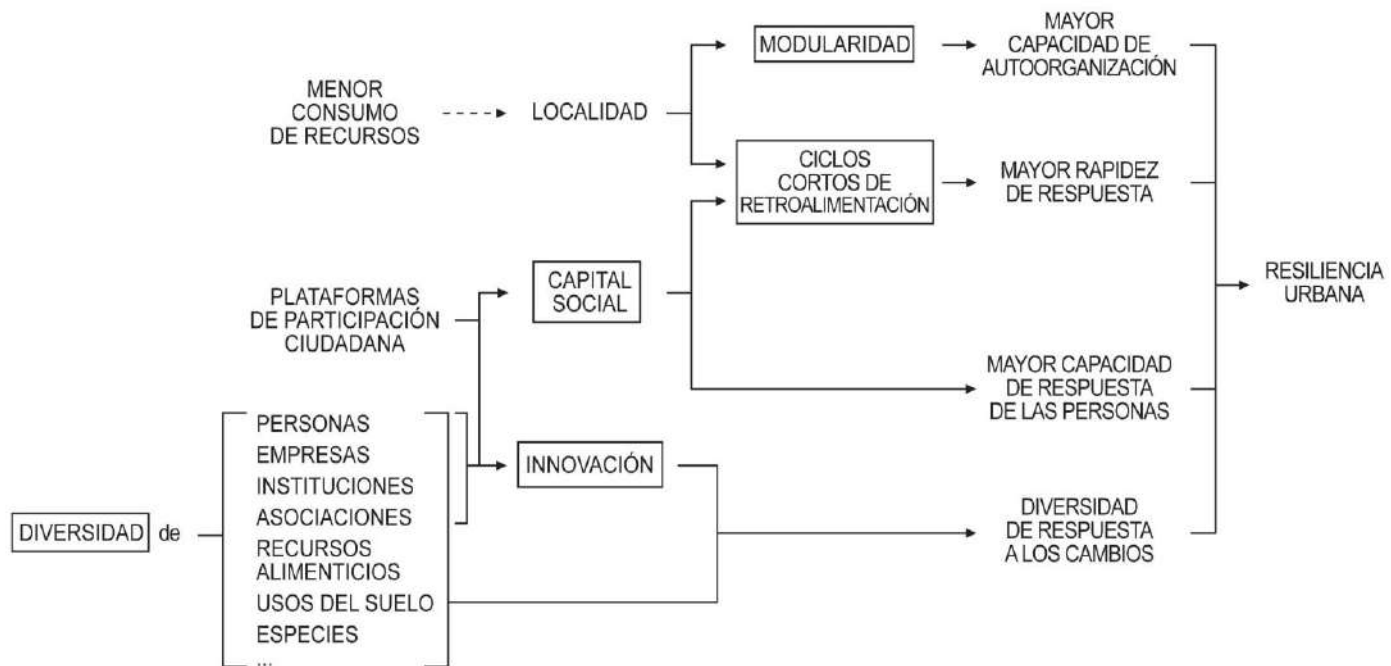 MODULARIDAD
MAYOR
CAPACIDAD DE
AUTOORGANIZACIÓN
MENOR
CONSUMO
DE RECURSOS
LOCALIDAD
CICLOS
CORTOS DE
RETROALIMENTACIÓN
MAYOR RAPIDEZ
DE RESPUESTA
PLATAFORMAS
DE PARTICIPACIÓN
CIUDADANA
CAPITAL
SOCIAL
RESILIENCIA
URBANA
MAYOR CAPACIDAD
DE RESPUESTA
DE LAS PERSONAS
DIVERSIDAD de
PERSONAS
EMPRESAS
INSTITUCIONES
ASOCIACIONES
RECURSOS
ALIMENTICIOS
USOS DEL SUELO
ESPECIES
...
INNOVACIÓN
DIVERSIDAD
DE RESPUESTA
A LOS CAMBIOS